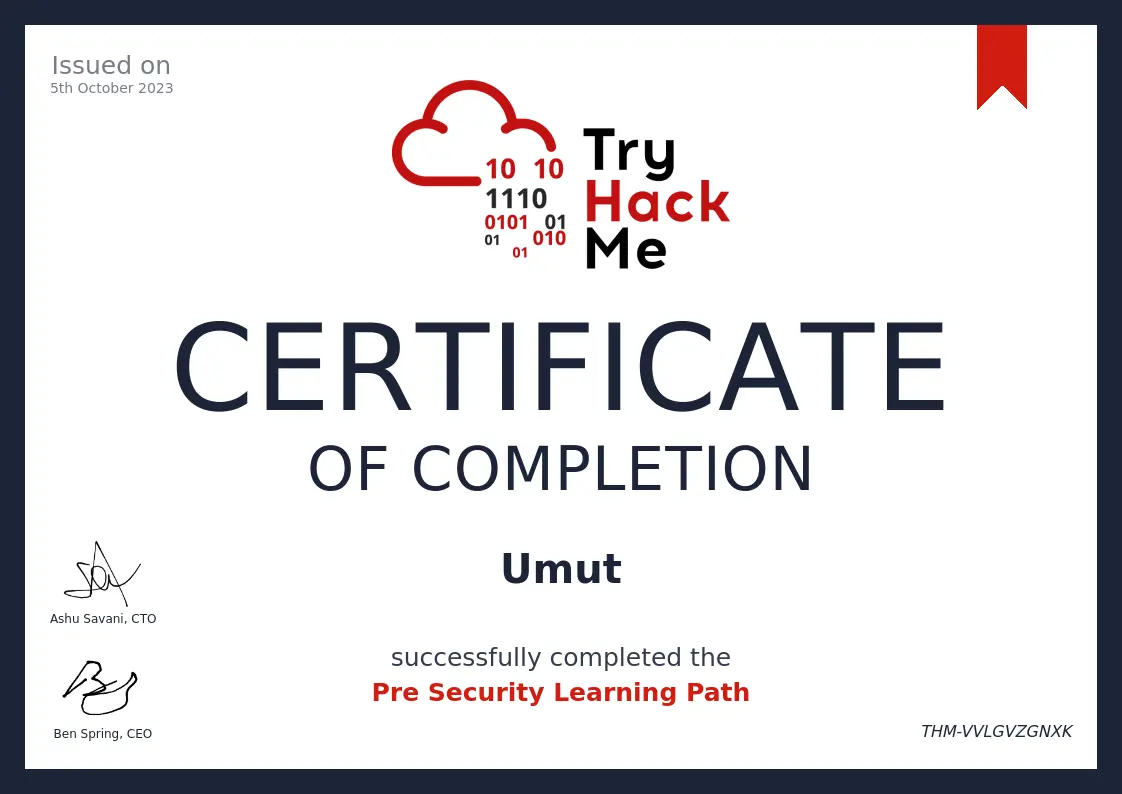 Issued on
5th October 2023
10 10
1110
0101 01
01 010
01
Try
Hack
Me
CERTIFICATE
OF COMPLETION
Umut
Ashu Savani, CTO
successfully completed the
Pre Security Learning Path
Ben Spring, CEO
THM-VVLGVZGNXK